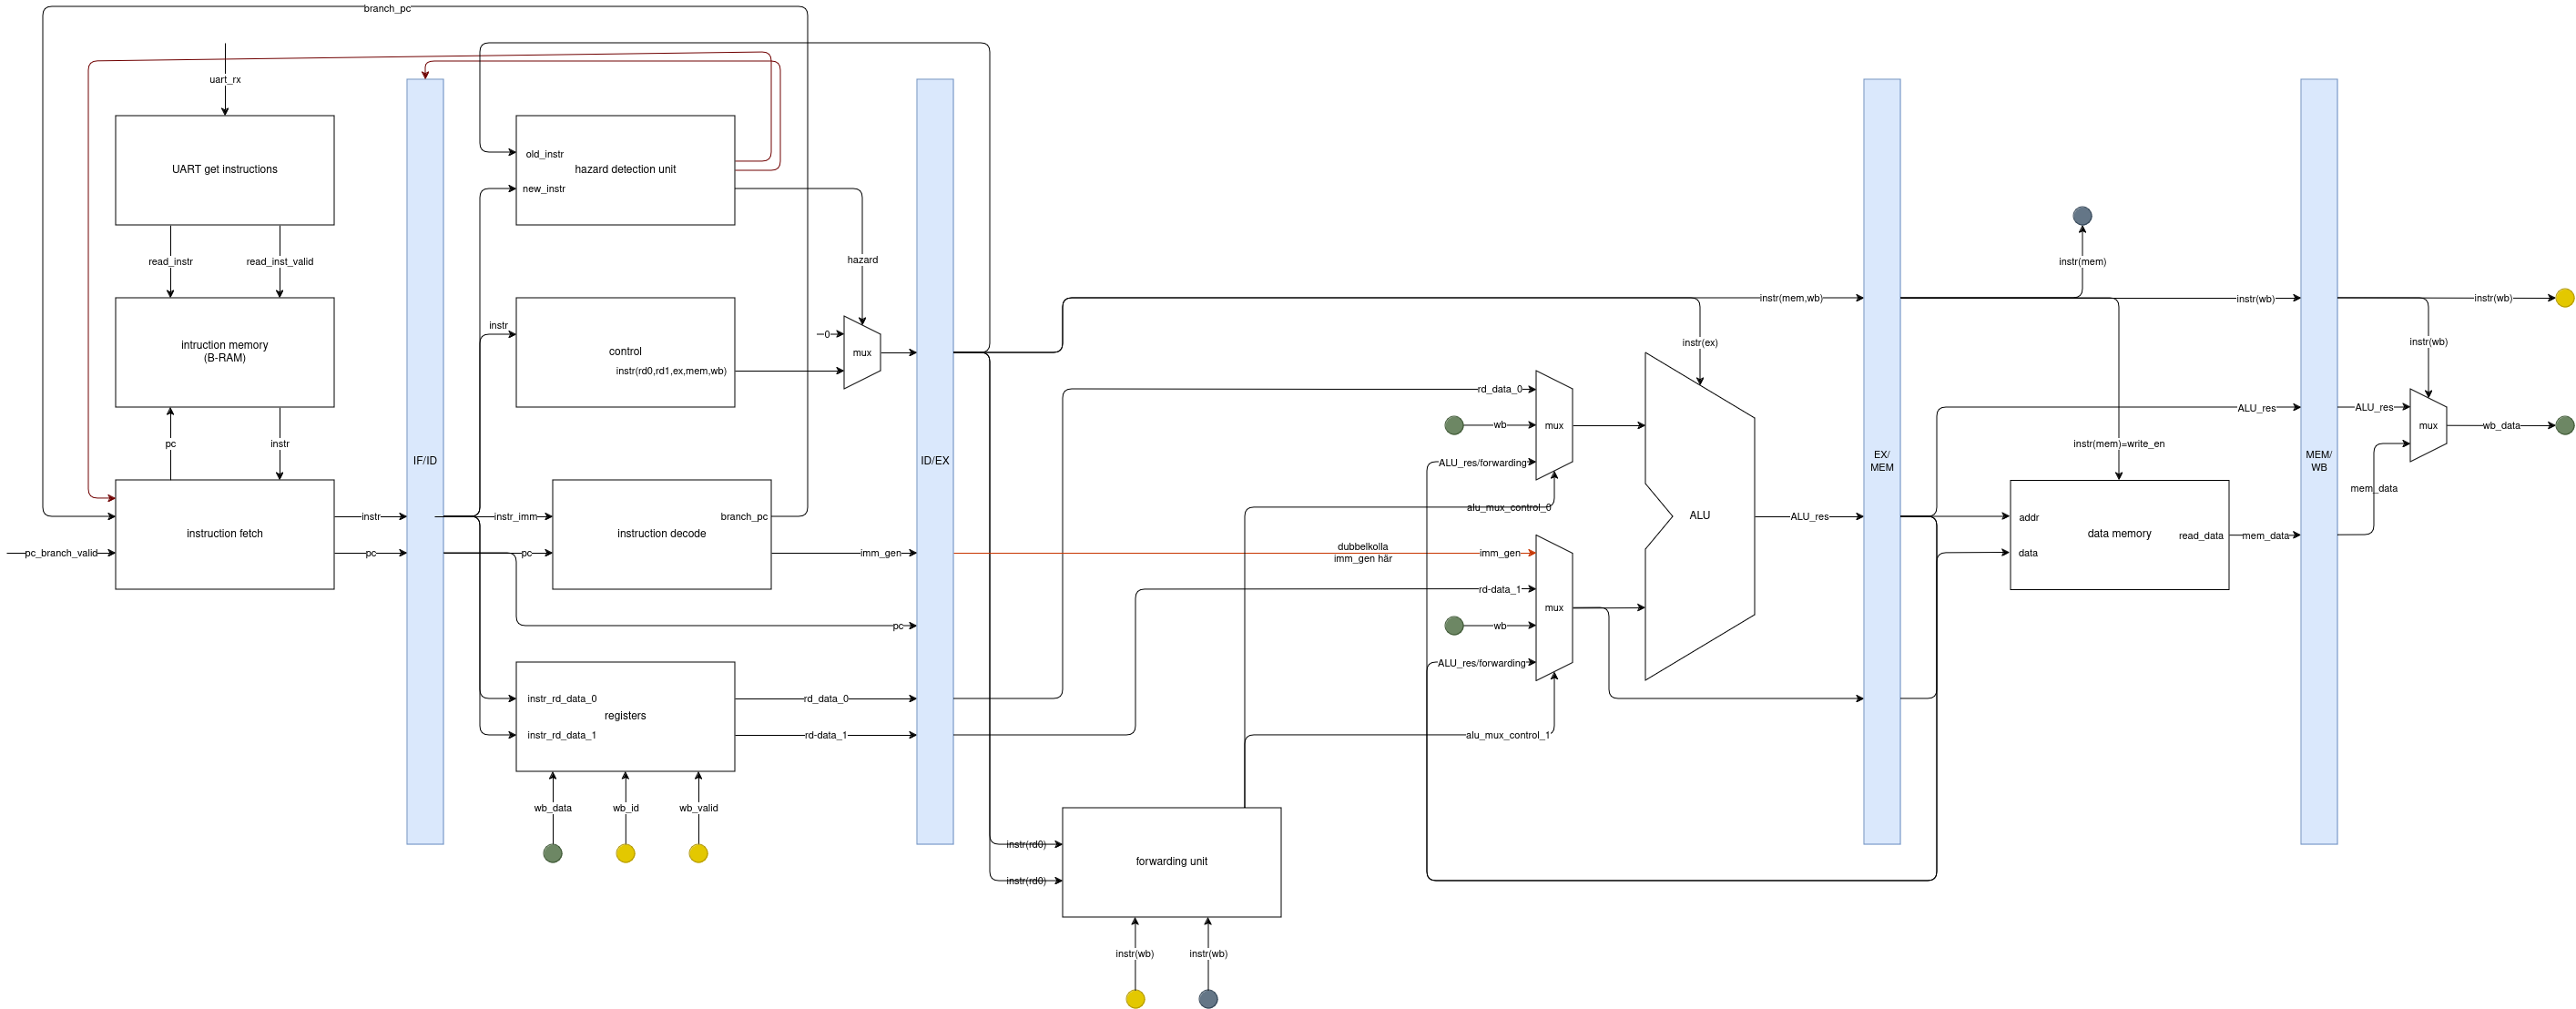 branch_pc
uart_rx
UART get instructions
read_instr
read_inst_valid
intruction memory
(B-RAM)
pc
instr
instruction fetch
pc_branch_valid
instr
pc
IF/ID
old_instr
hazard detection unit
new_instr
hazard
instr
control
instr(rd0,rd1,ex,mem,wb)
0
mux
instr_imm
pc
instruction decode
branch_pc
imm_gen
pc
instr_rd_data_0
registers
instr_rd_data_1
rd_data_0
rd-data_1
wb_data
wb_id
wb_valid
ID/EX
instr(rd0)
instr(rd0)
forwarding unit
instr(wb)
instr(wb)
rd_data_0
wb
mux
ALU_res/forwarding
alu_mux_control_0
dubbelkolla
imm_gen här
imm_gen
rd-data_1
mux
wb
ALU_res/forwarding
alu_mux_control_1
instr(mem,wb)
instr(ex)
ALU
ALU_res
EX/
MEM
instr(mem)
instr(wb)
ALU_res
instr(mem)=write_en
addr
data memory
read_data
data
mem_data
MEM/
WB
instr(wb)
instr(wb)
ALU_res
mux
wb_data
mem_data